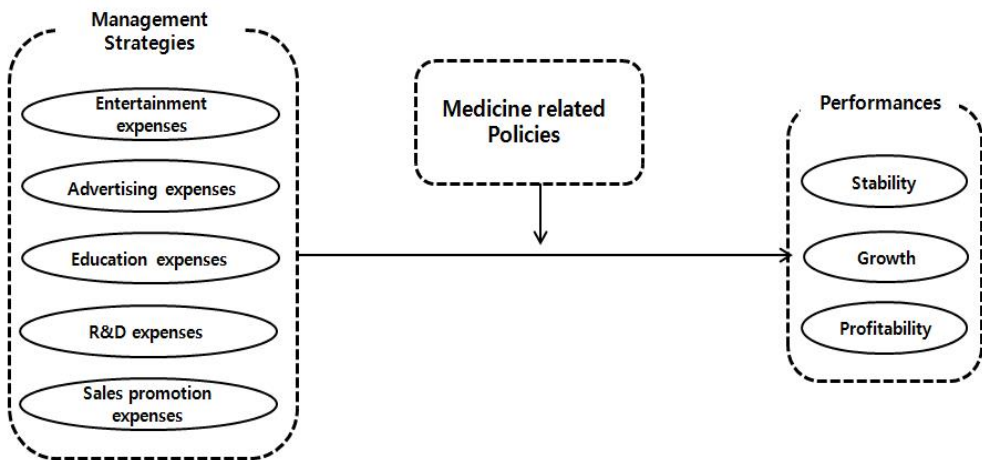 Management
Strategies
Entertainment
expenses
Advertising expenses
Education expenses
R&D expenses
Sales promotion
expenses
Medicine related
Policies
Performances
Stability
Growth
Profitability